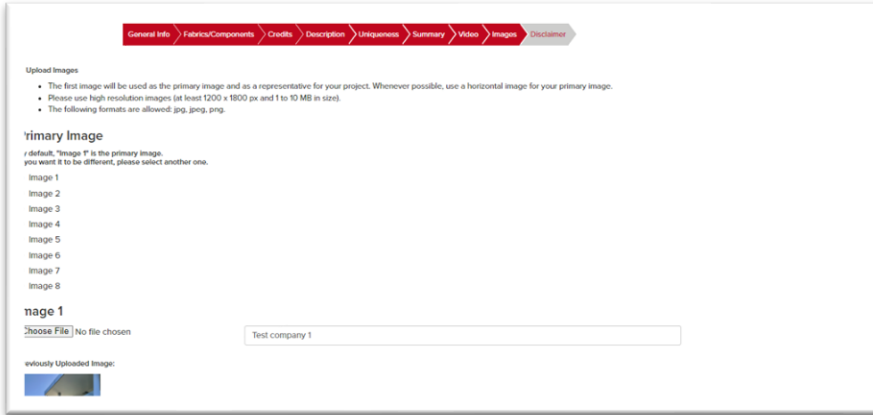 General Info Fabrics/Components Credits Description Uniqueness Summary Video Images Disclaimer
Upload Images
The first image will be used as the primary image and as a representative for your project. Whenever possible, use a horizontal image for your primary image.
Please use high resolution images (at least 1200 x 1800 px and 1 to 10 MB in size).
The following formats are allowed: jpg, jpeg, png.
rimary Image
y default, "Image 1" is the primary image.
you want it to be different, please select another one.
Image 1
Image 2
Image 3
Image 4
Image 5
Image 6
Image 7
Image 8
mage 1
Choose File No file chosen
Test company 1
eviously Uploaded Image: